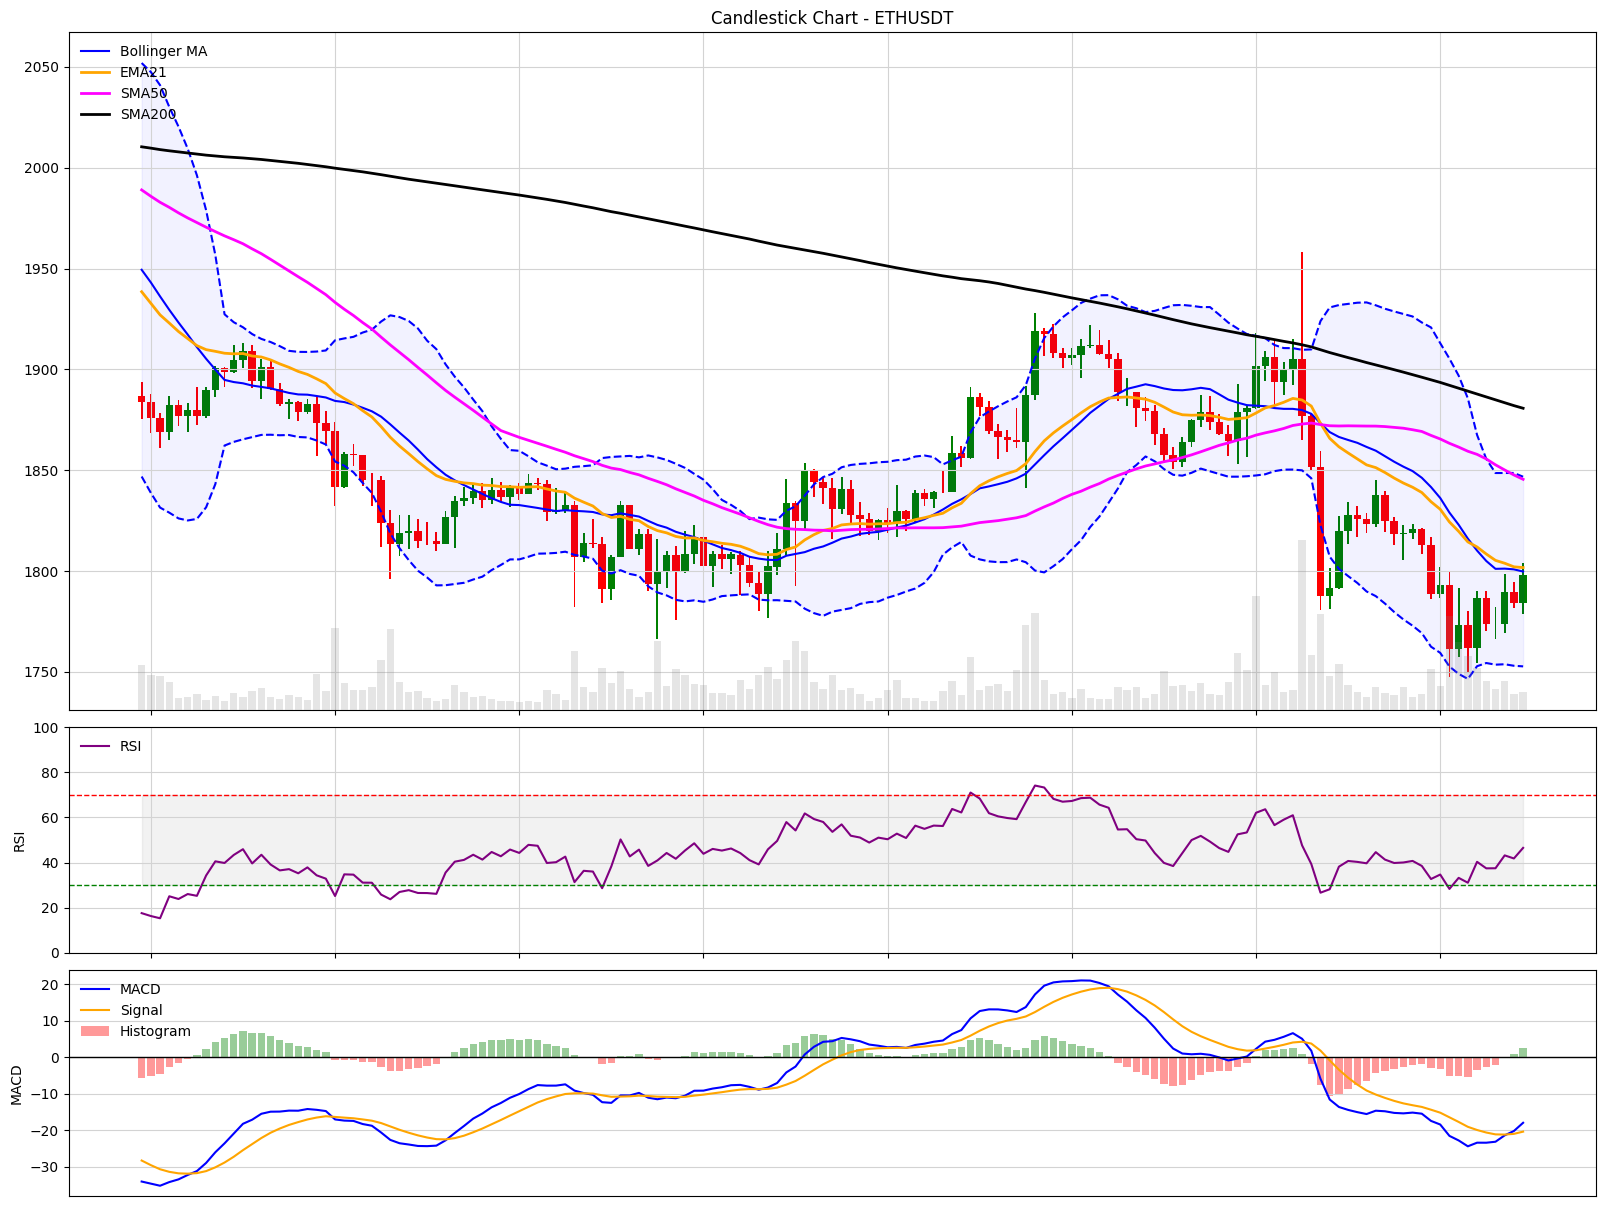 Candlestick Chart - ETHUSDT
Bollinger MA
EMA21
SMA50
SMA200
2050
2000
1950
1900
1850
1800
1750
RSI
RSI
100
80
60
40
20
0
MACD
Signal
Histogram
MACD
20
10
0
−10
−20
−30